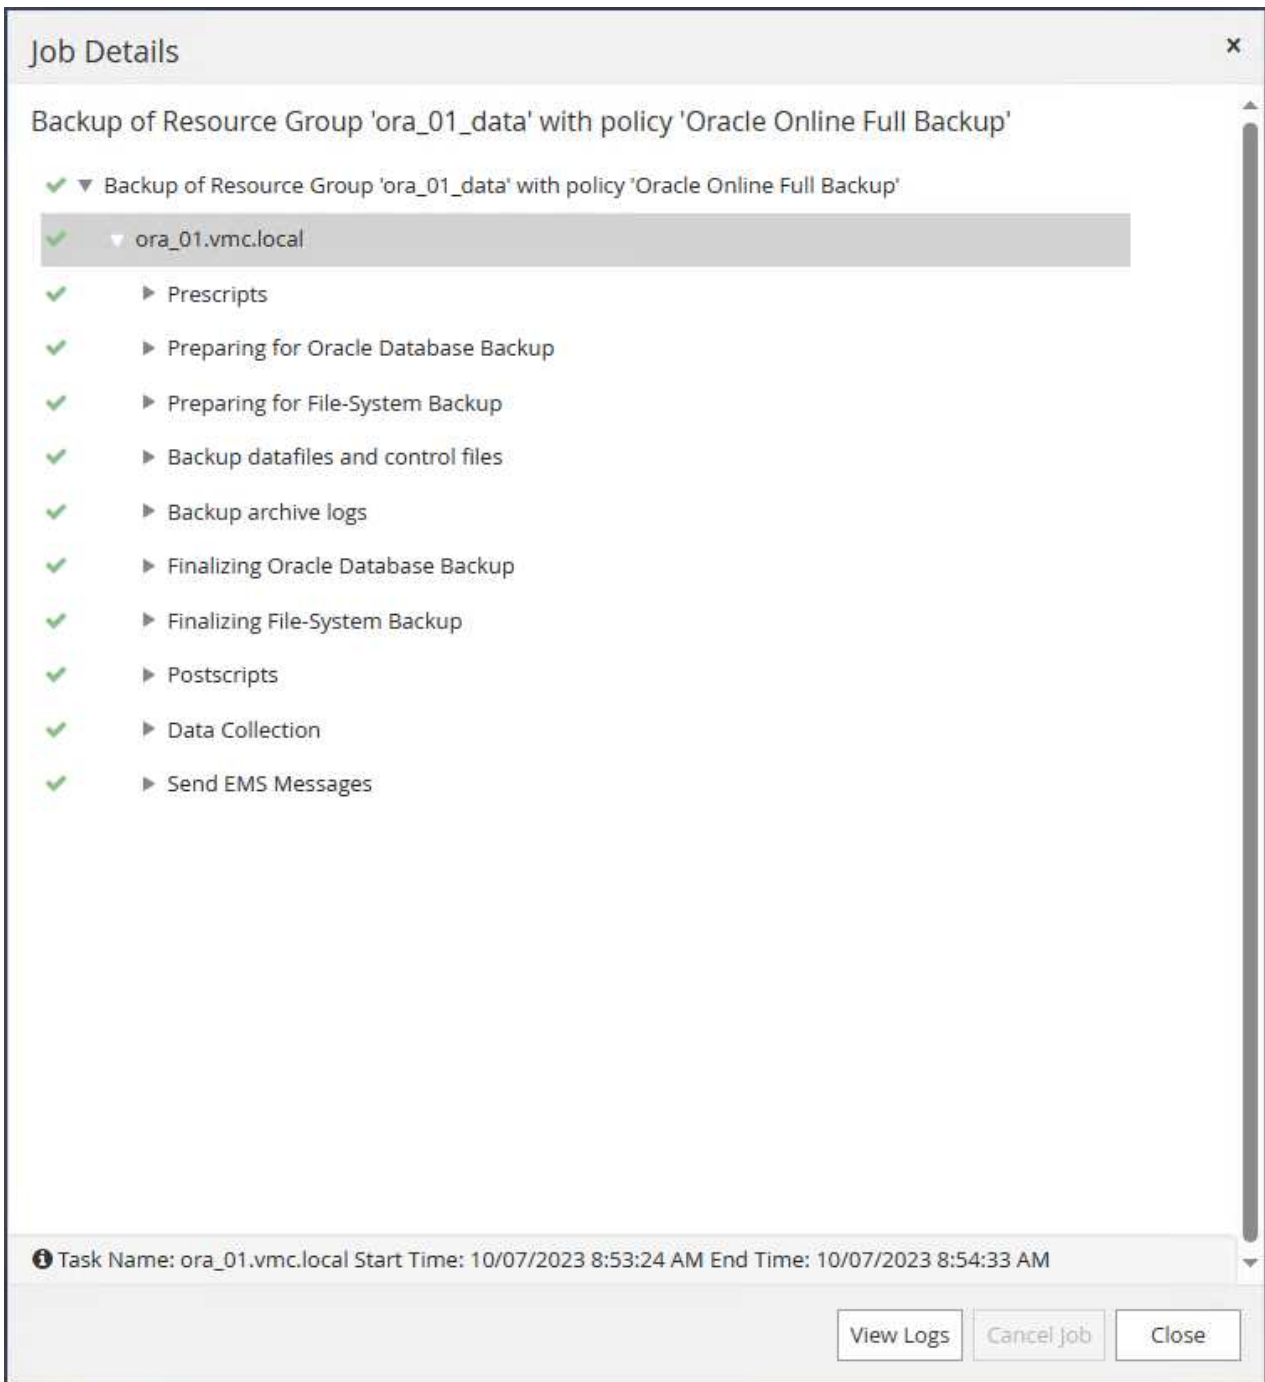 Job Details
Backup of Resource Group 'ora_01_data' with policy 'Oracle Online Full Backup'
Backup of Resource Group 'ora_01_data' with policy 'Oracle Online Full Backup'
ora_01.vmc.local
Prescripts
Preparing for Oracle Database Backup
Preparing for File-System Backup
Backup datafiles and control files
Backup archive logs
Finalizing Oracle Database Backup
Finalizing File-System Backup
Postscripts
Data Collection
Send EMS Messages
Task Name: ora_01.vmc.local Start Time: 10/07/2023 8:53:24 AM End Time: 10/07/2023 8:54:33 AM
View Logs Cancel Job Close